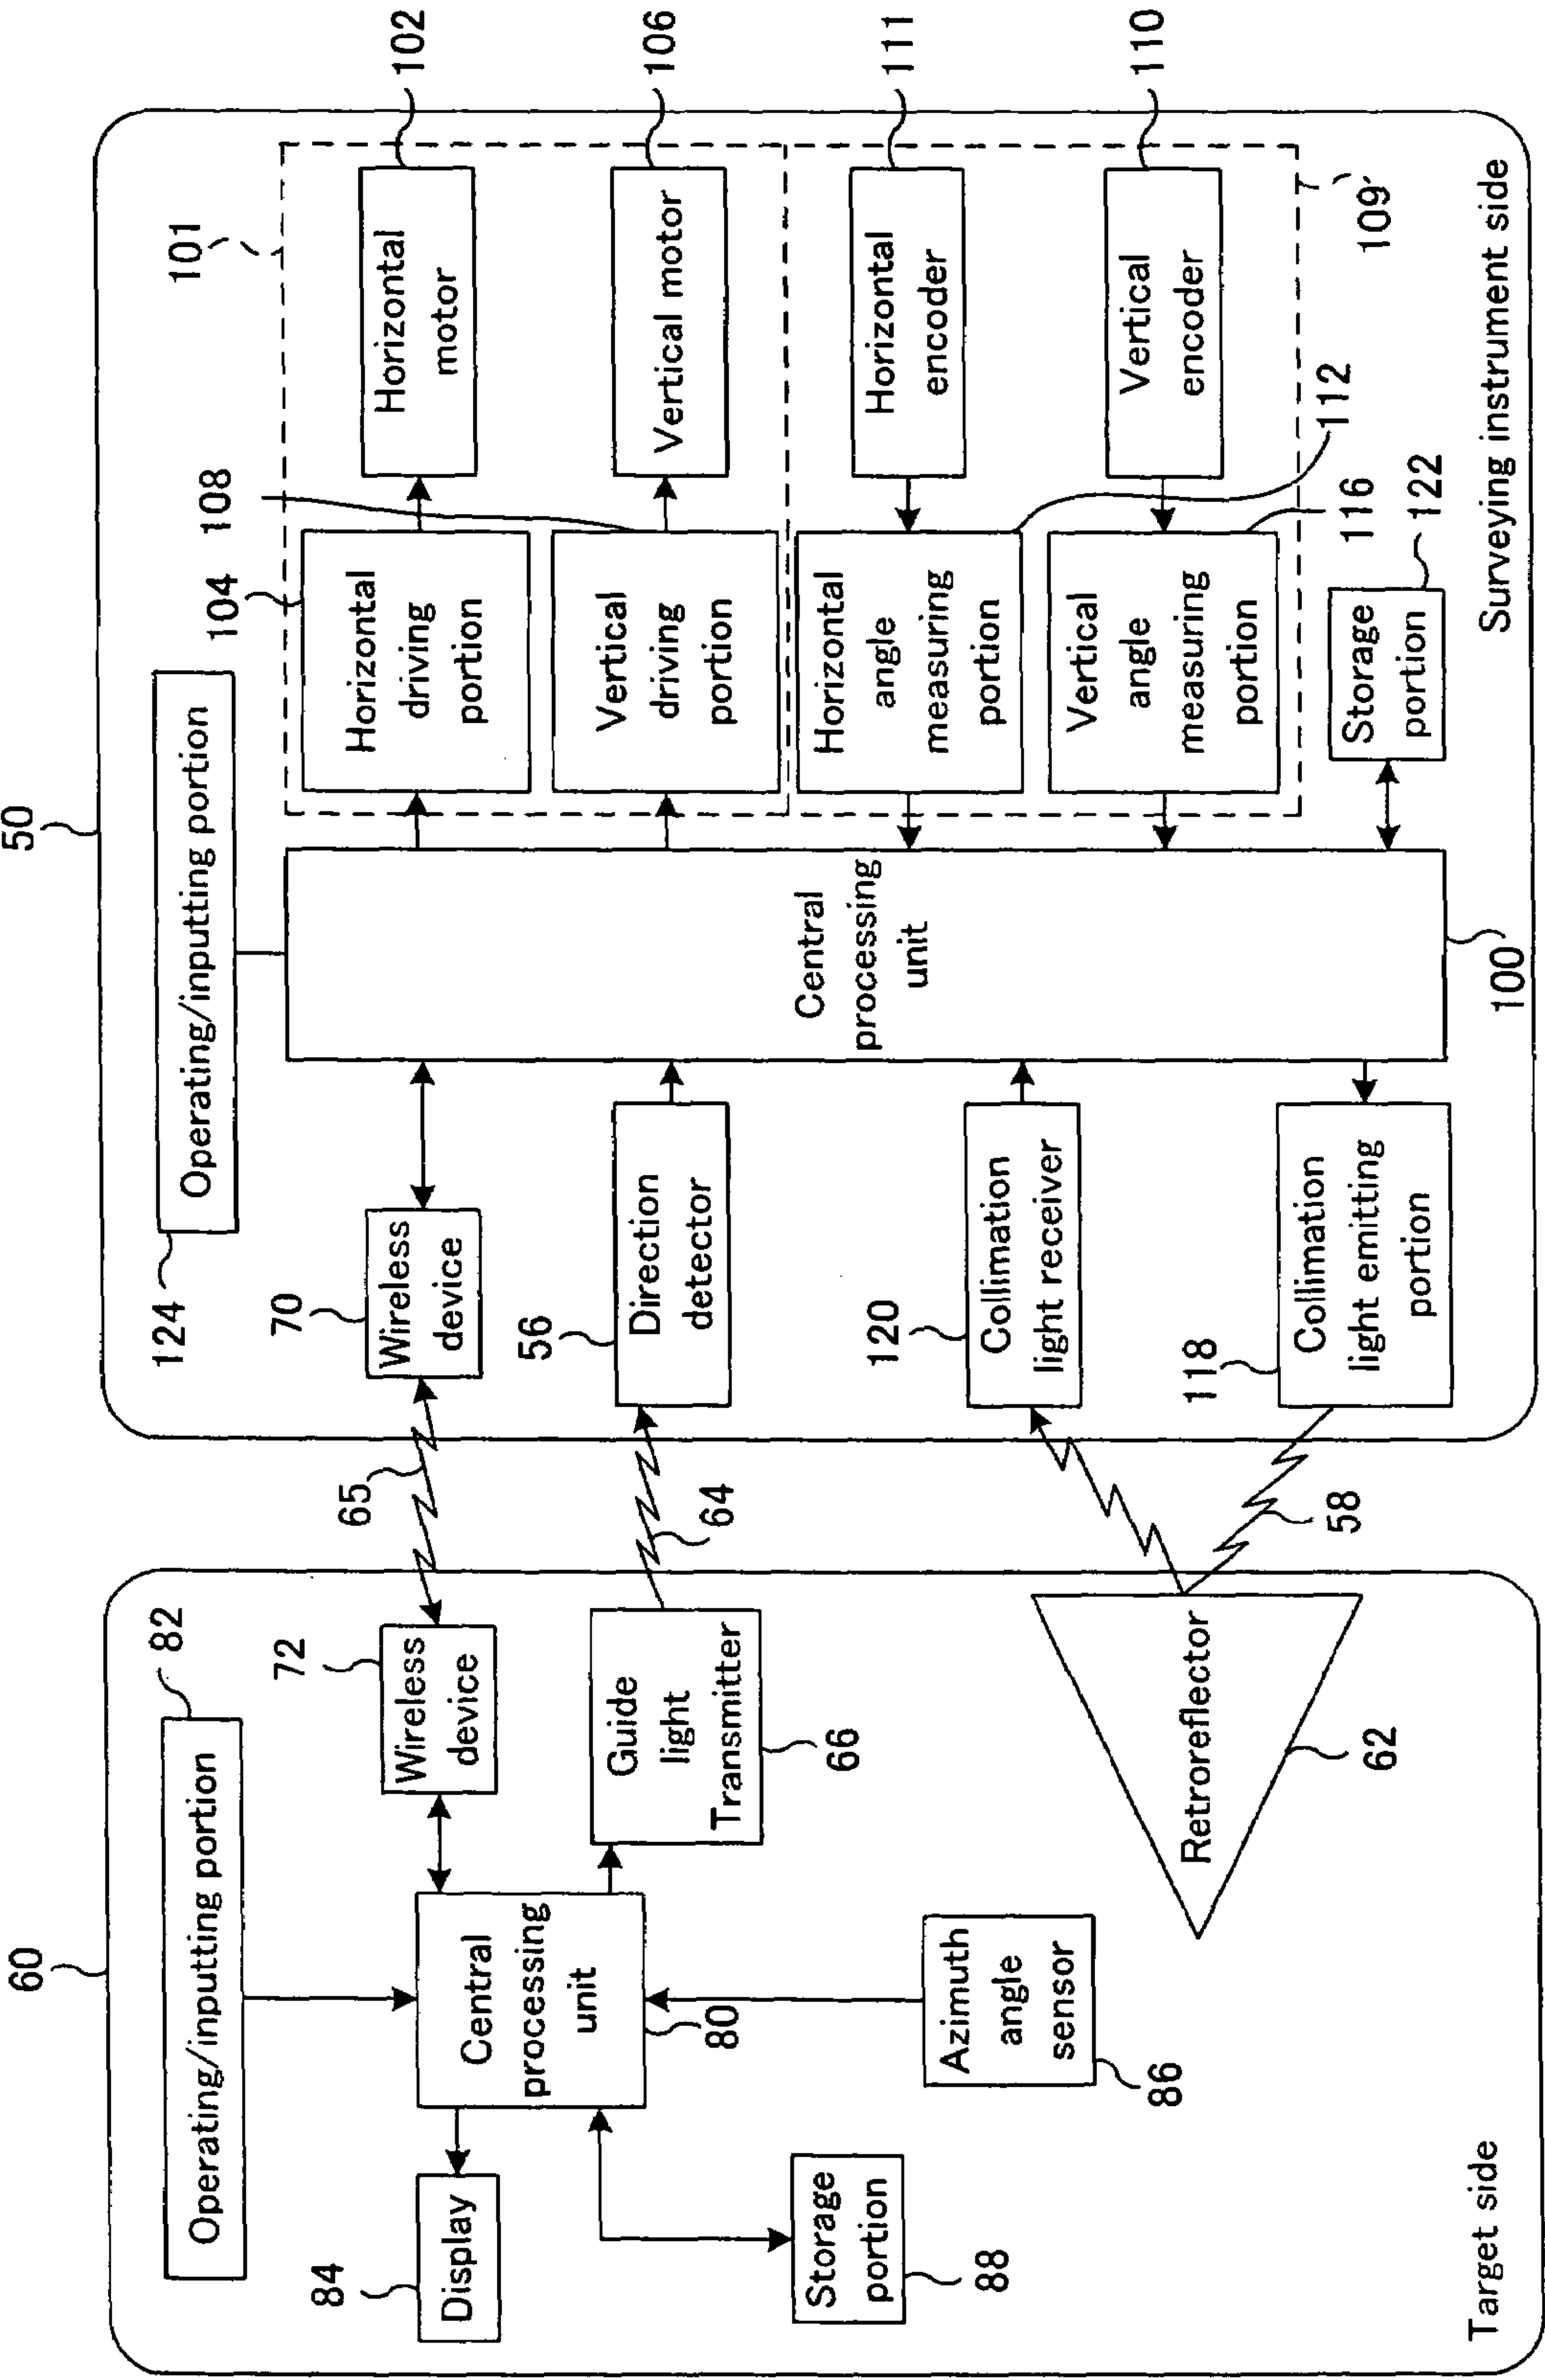 60
82
Operating/inputting portion
84
Display
Central
processing
unit
80
72
Wireless
device
Guide
light
Transmitter
66
Storage
portion
88
Azimuth
angle
sensor
86
Retroreflector
62
Target side
65
64
58
50
124
Operating/inputting portion
70
Wireless
device
56
Direction
detector
120
Collimation
light receiver
118
Collimation
light emitting
portion
Central
processing
unit
100
101
104
Horizontal
driving
portion
Horizontal
motor
102
108
Vertical
driving
portion
Vertical motor
106
Horizontal
angle
measuring
portion
112
Horizontal
encoder
111
Vertical
angle
measuring
portion
116
Vertical
encoder
110
109
Storage
portion
122
Surveying instrument side